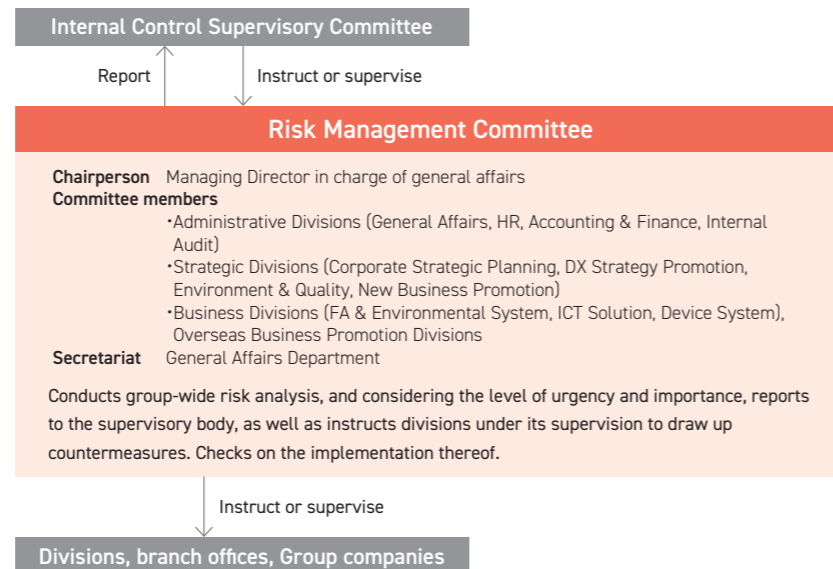 Internal Control Supervisory Committee
Report
Instruct or supervise
Risk Management Committee
Chairperson Managing Director in charge of general affairs
Committee members
・Administrative Divisions (General Affairs, HR, Accounting & Finance, Internal
Audit)
・Strategic Divisions (Corporate Strategic Planning, DX Strategy Promotion,
Environment & Quality, New Business Promotion)
・Business Divisions (FA & Environmental System, ICT Solution, Device System),
Overseas Business Promotion Divisions
Secretariat General Affairs Department
Conducts group-wide risk analysis, and considering the level of urgency and importance, reports
to the supervisory body, as well as instructs divisions under its supervision to draw up
countermeasures. Checks on the implementation thereof.
Instruct or supervise
Divisions, branch offices, Group companies